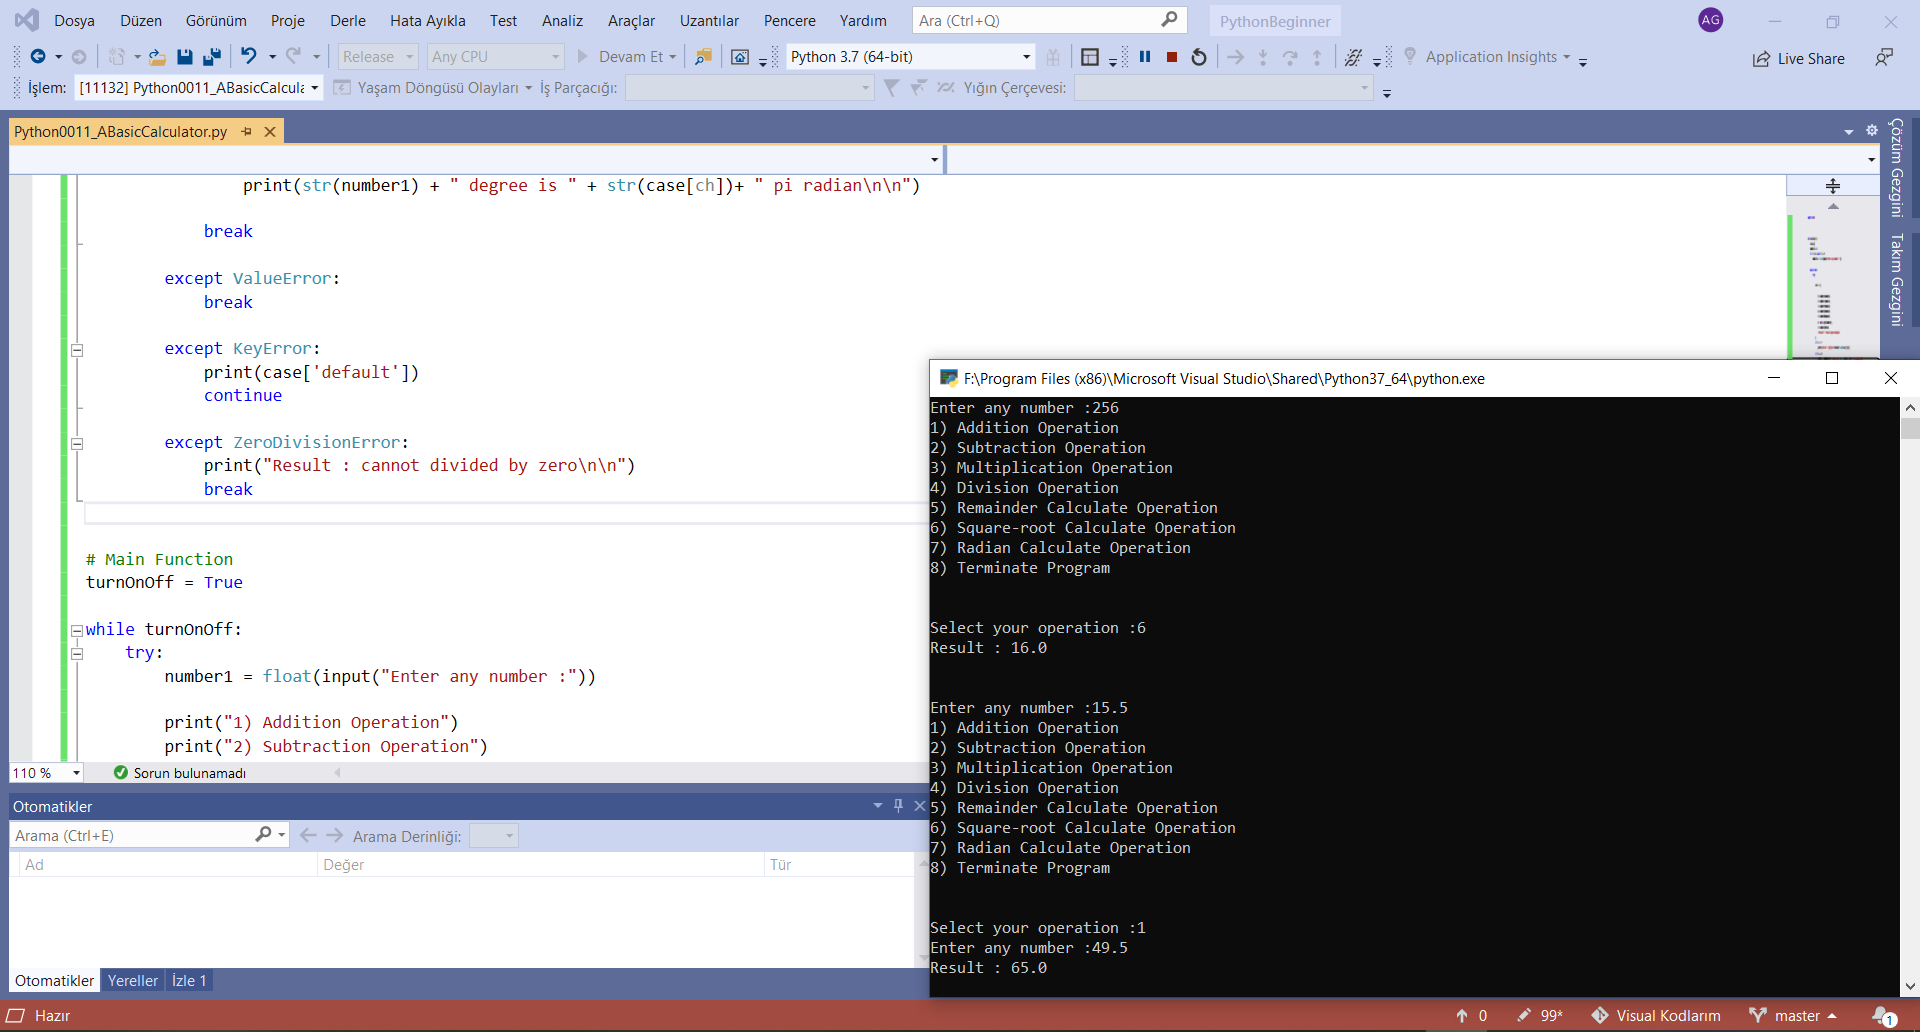 Dosya Düzen Görünüm Proje Derle Hata Ayıkla Test Analiz Araçlar Uzantılar Pencere Yardım Ara (Ctrl+Q) PythonBeginner AG
Release Any CPU Devam Et Python 3.7 (64-bit) Application Insights Live Share
İşlem: [11132] Python0011_ABasicCalcula Yaşam Döngüsü Olayları İş Parçacığı: Yığın Çerçevesi:
Python0011_ABasicCalculator.py
print(str(number1) + " degree is " + str(case[ch])+ " pi radian\n\n")
break
except ValueError:
break
except KeyError:
print(case['default'])
continue
except ZeroDivisionError:
print("Result : cannot divided by zero\n\n")
break
# Main Function
turnOnOff = True
while turnOnOff:
try:
number1 = float(input("Enter any number :"))
print("1) Addition Operation")
print("2) Subtraction Operation")
110 % Sorun bulunamadı
Otomatikler
Arama (Ctrl+E) Arama Derinliği:
Ad Değer Tür
Otomatikler Yereller İzle 1
Çözüm Gezgini
Takım Gezgini
F:\Program Files (x86)\Microsoft Visual Studio\Shared\Python37_64\python.exe
Enter any number :256
1) Addition Operation
2) Subtraction Operation
3) Multiplication Operation
4) Division Operation
5) Remainder Calculate Operation
6) Square-root Calculate Operation
7) Radian Calculate Operation
8) Terminate Program
Select your operation :6
Result : 16.0
Enter any number :15.5
1) Addition Operation
2) Subtraction Operation
3) Multiplication Operation
4) Division Operation
5) Remainder Calculate Operation
6) Square-root Calculate Operation
7) Radian Calculate Operation
8) Terminate Program
Select your operation :1
Enter any number :49.5
Result : 65.0
Hazır 0 99* Visual Kodlarım master 1